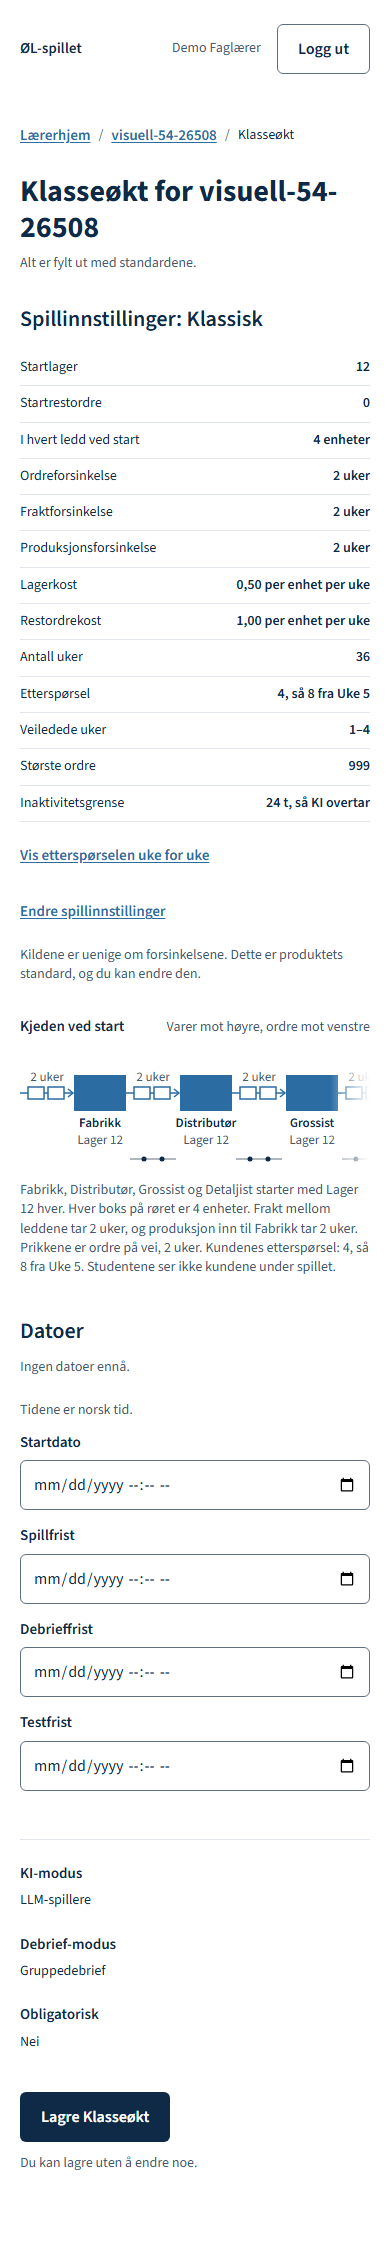 ØL-spillet
Demo Faglærer
Logg ut
Lærerhjem / visuell-54-26508 / Klasseøkt
Klasseøkt for visuell-54-
26508
Alt er fylt ut med standardene.
Spillinnstillinger: Klassisk
Startlager 12
Startrestordre 0
I hvert ledd ved start 4 enheter
Ordreforsinkelse 2 uker
Fraktforsinkelse 2 uker
Produksjonsforsinkelse 2 uker
Lagerkost 0,50 per enhet per uke
Restordrekost 1,00 per enhet per uke
Antall uker 36
Etterspørsel 4, så 8 fra Uke 5
Veiledede uker 1–4
Største ordre 999
Inaktivitetsgrense 24 t, så KI overtar
Vis etterspørselen uke for uke
Endre spillinnstillinger
Kildene er uenige om forsinkelsene. Dette er produktets
standard, og du kan endre den.
Kjeden ved start Varer mot høyre, ordre mot venstre
2 uker 2 uker 2 uker 2 u
Fabrikk Distributør Grossist
Lager 12 Lager 12 Lager 12
Fabrikk, Distributør, Grossist og Detaljist starter med Lager
12 hver. Hver boks på røret er 4 enheter. Frakt mellom
leddene tar 2 uker, og produksjon inn til Fabrikk tar 2 uker.
Prikkene er ordre på vei, 2 uker. Kundenes etterspørsel: 4, så
8 fra Uke 5. Studentene ser ikke kundene under spillet.
Datoer
Ingen datoer ennå.
Tidene er norsk tid.
Startdato
mm/dd/yyyy --:-- --
Spillfrist
mm/dd/yyyy --:-- --
Debrieffrist
mm/dd/yyyy --:-- --
Testfrist
mm/dd/yyyy --:-- --
KI-modus
LLM-spillere
Debrief-modus
Gruppedebrief
Obligatorisk
Nei
Lagre Klasseøkt
Du kan lagre uten å endre noe.